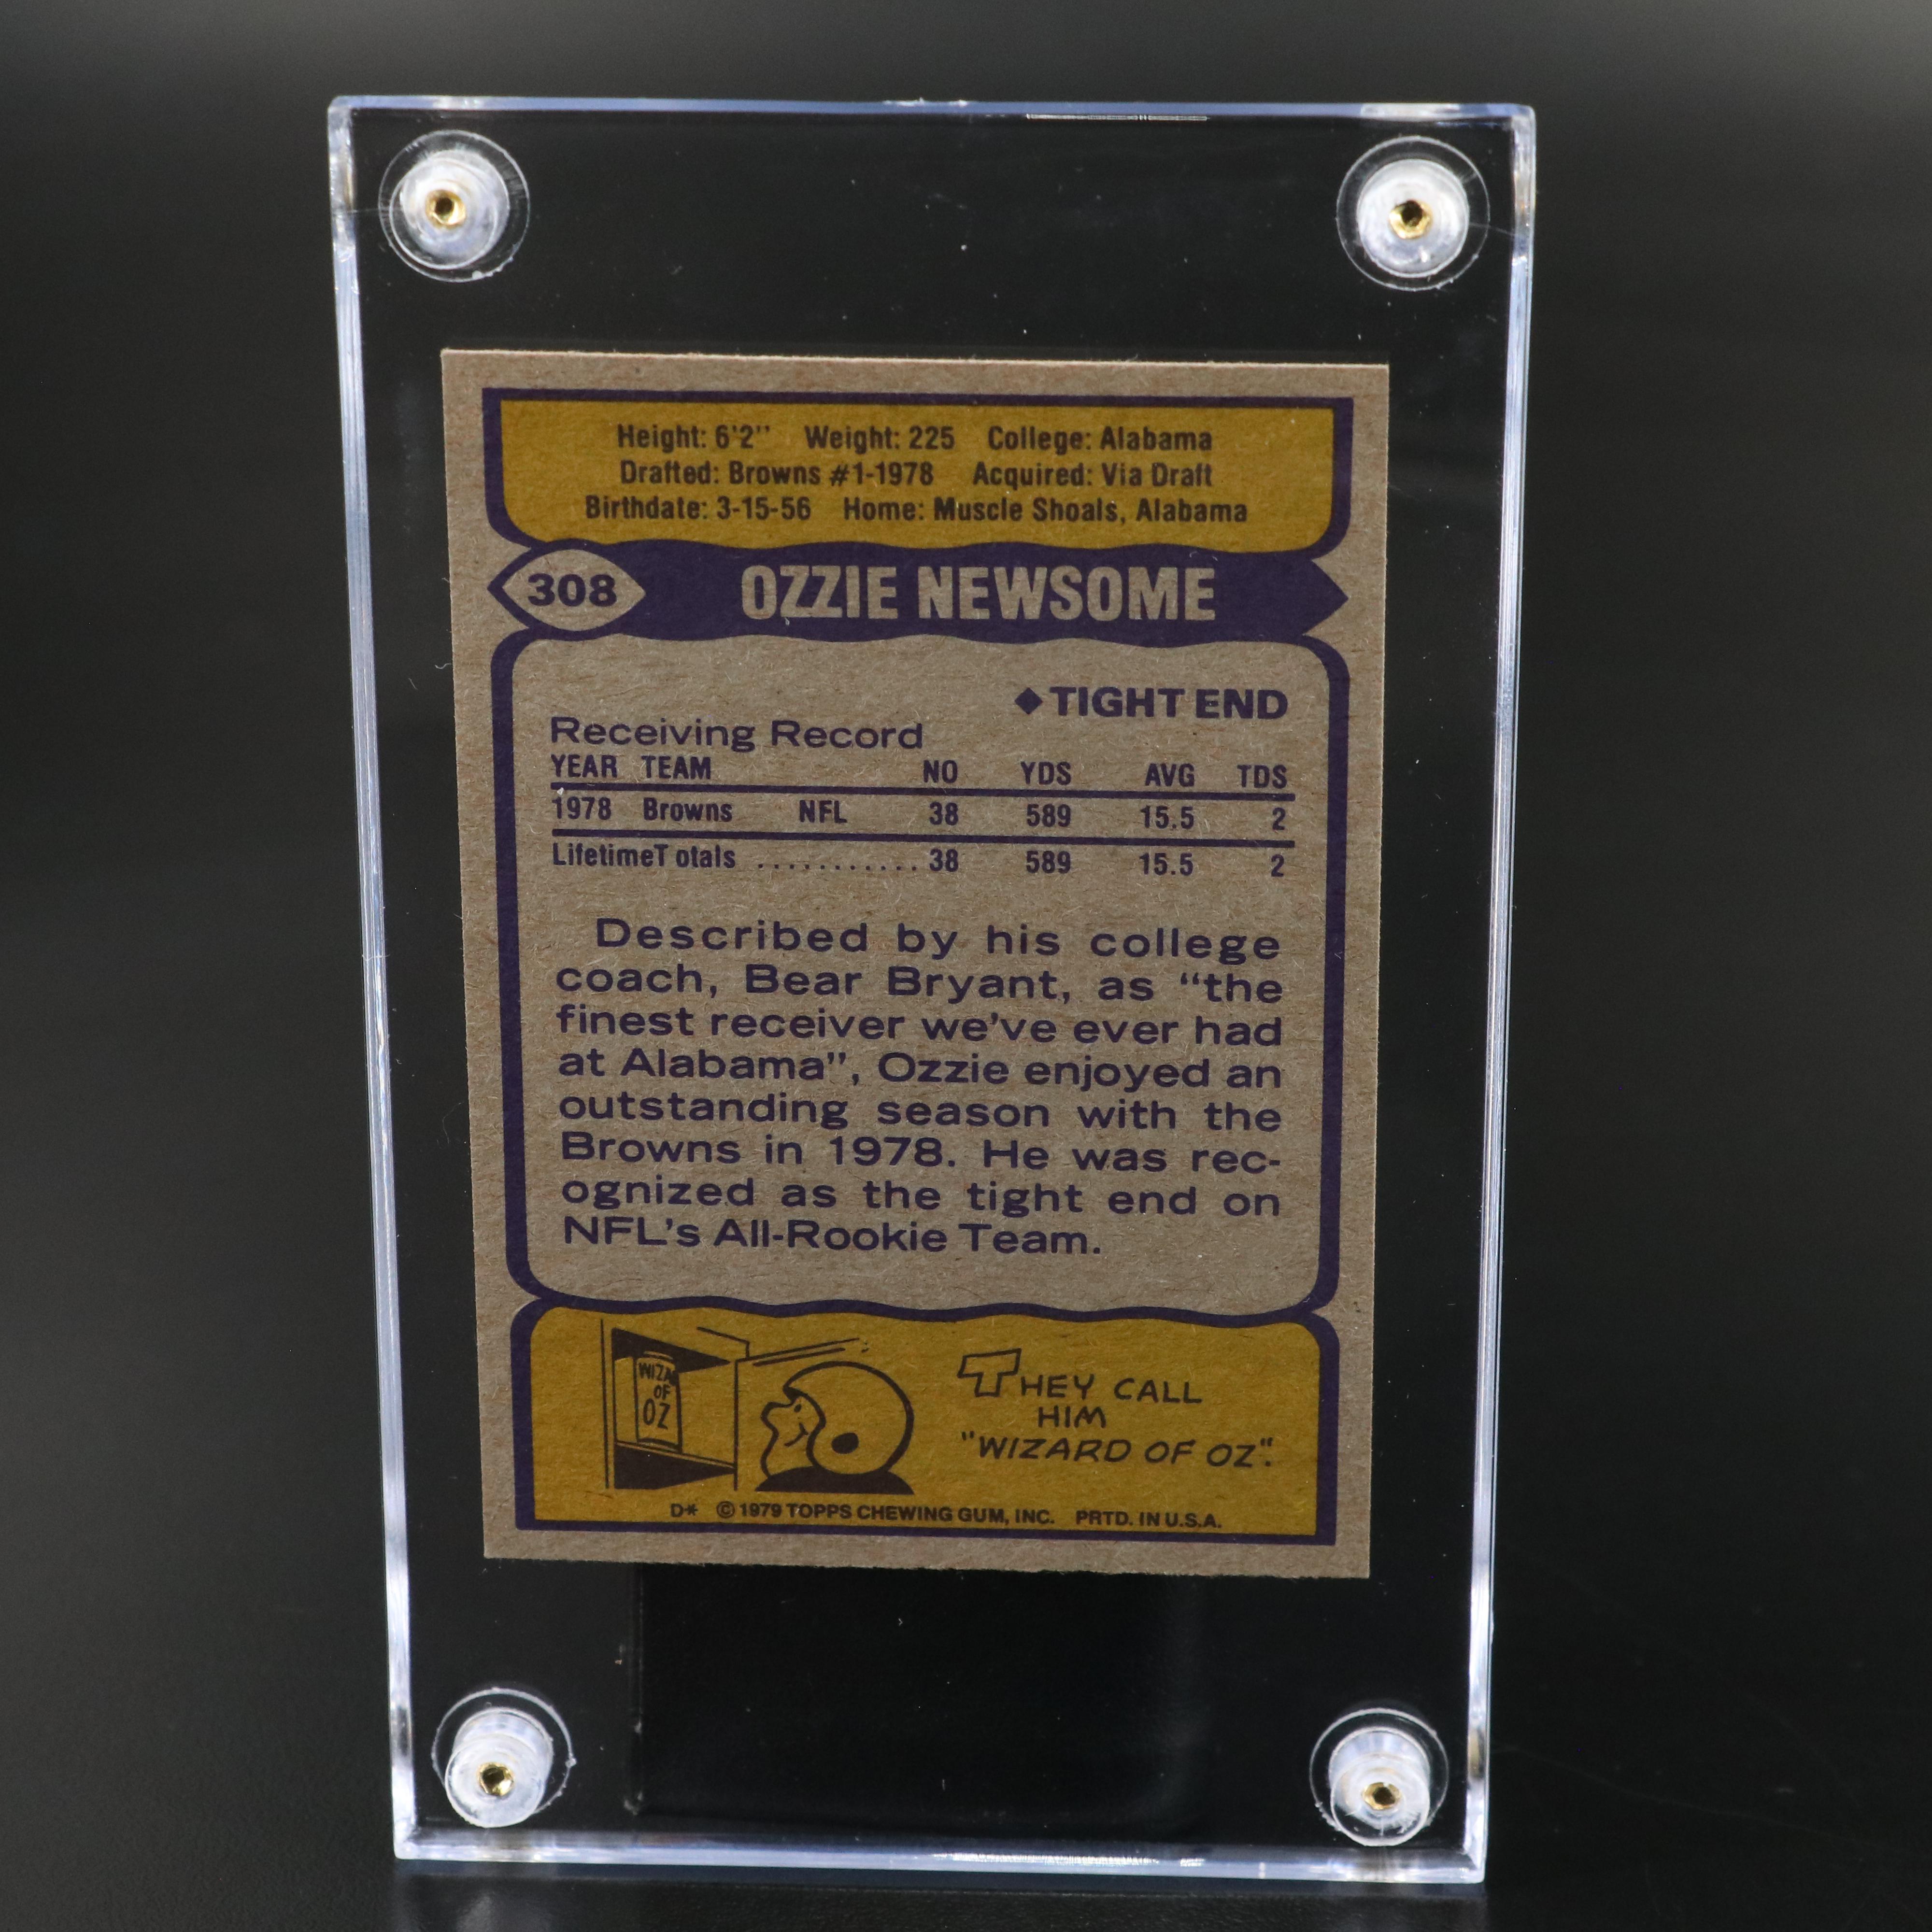 Height: 6'2" Weight: 225 College: Alabama
Drafted: Browns #1-1978 Acquired: Via Draft
Birthdate: 3-15-56 Home: Muscle Shoals, Alabama
308 OZZIE NEWSOME
◆TIGHT END
Receiving Record
YEAR TEAM NO YDS AVG TDS
1978 Browns NFL 38 589 15.5 2
LifetimeT otals ........... 38 589 15.5 2
Described by his college
coach, Bear Bryant, as “the
finest receiver we've ever had
at Alabama”, Ozzie enjoyed an
outstanding season with the
Browns in 1978. He was rec-
ognized as the tight end on
NFL's All-Rookie Team.
WIZA
OF
OZ
THEY CALL
HIM
"WIZARD OF OZ".
D* © 1979 TOPPS CHEWING GUM, INC. PRTD. IN U.S.A.